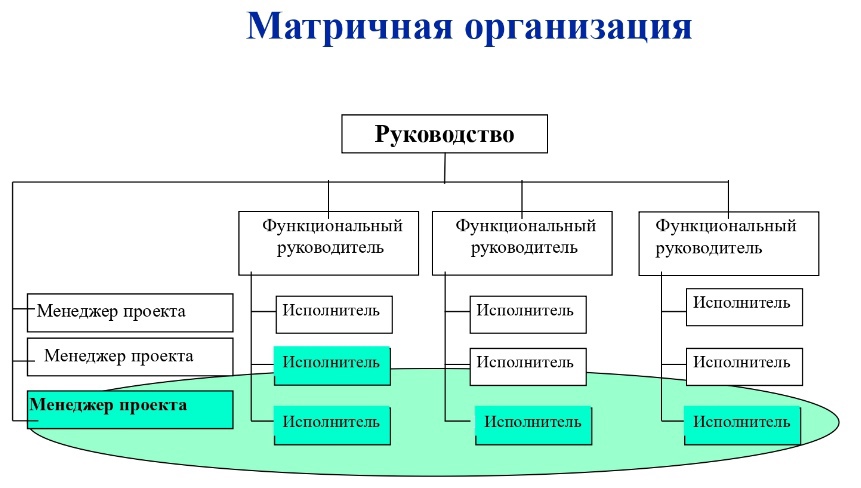 Матричная организация
Руководство
Функциональный
руководитель
Функциональный
руководитель
Функциональный
руководитель
Менеджер проекта
Исполнитель
Исполнитель
Исполнитель
Менеджер проекта
Исполнитель
Исполнитель
Исполнитель
Менеджер проекта
Исполнитель
Исполнитель
Исполнитель